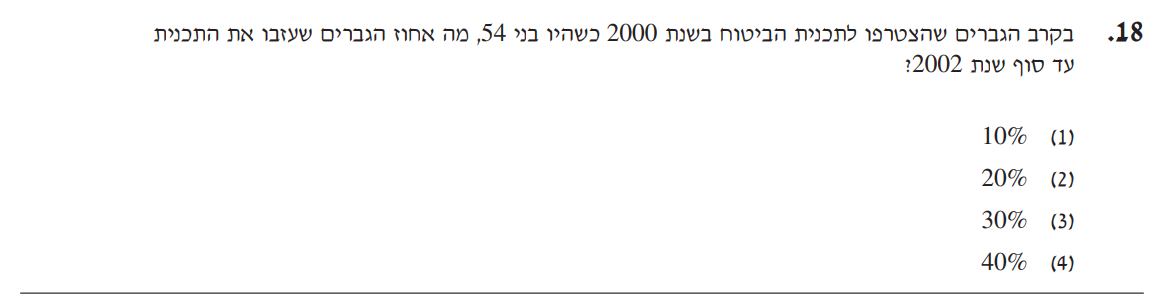 18. בקרב הגברים שהצטרפו לתכנית הביטוח בשנת 2000 כשהיו בני 54, מה אחוז הגברים שעזבו את התכנית
עד סוף שנת 2002?
(1) 10%
(2) 20%
(3) 30%
(4) 40%